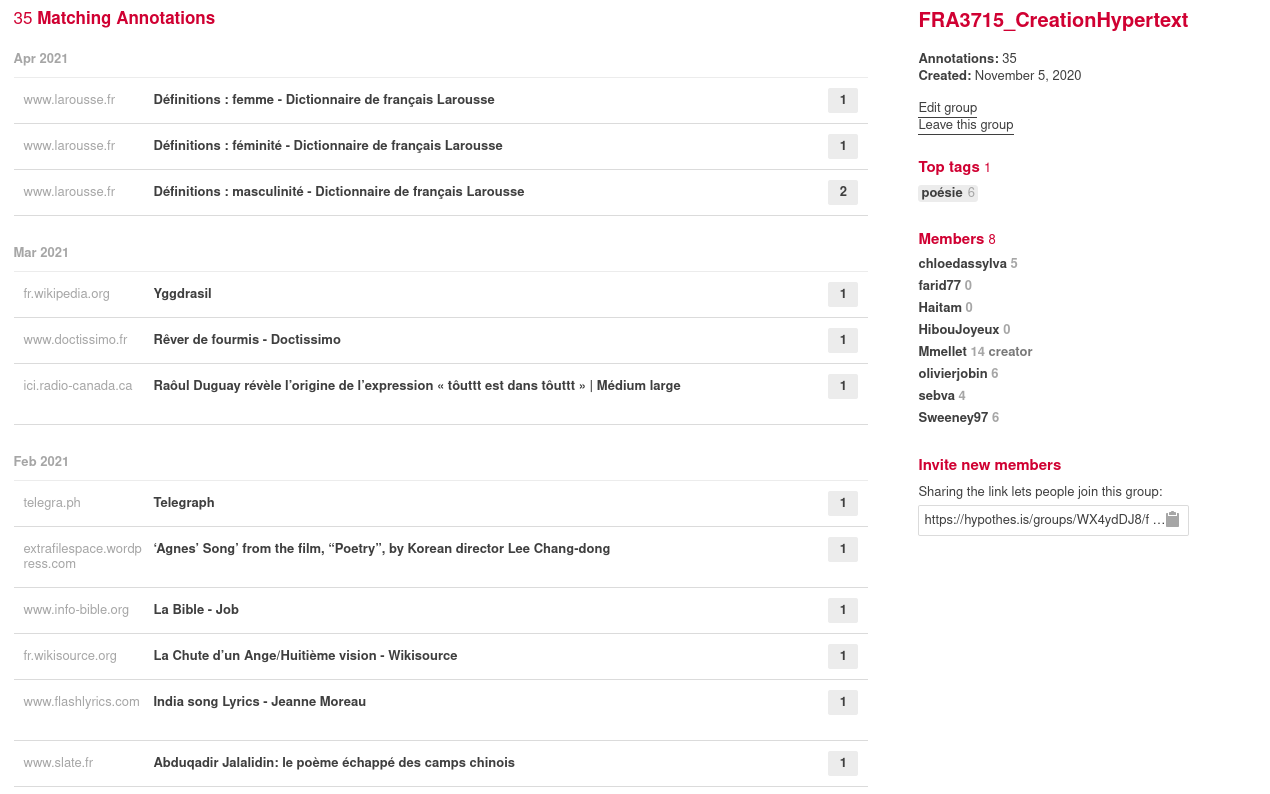 35 Matching Annotations
Apr 2021
www.larousse.fr Définitions : femme - Dictionnaire de français Larousse 1
www.larousse.fr Définitions : féminité - Dictionnaire de français Larousse 1
www.larousse.fr Définitions : masculinité - Dictionnaire de français Larousse 2
Mar 2021
fr.wikipedia.org Yggdrasil 1
www.doctissimo.fr Rêver de fourmis - Doctissimo 1
ici.radio-canada.ca Raôul Duguay révèle l’origine de l’expression « tôuttt est dans tôuttt » | Médium large 1
Feb 2021
telegra.ph Telegraph 1
extrafilespace.wordp ‘Agnes’ Song’ from the film, “Poetry”, by Korean director Lee Chang-dong 1
ress.com
www.info-bible.org La Bible - Job 1
fr.wikisource.org La Chute d’un Ange/Huitième vision - Wikisource 1
www.flashlyrics.com India song Lyrics - Jeanne Moreau 1
www.slate.fr Abduqadir Jalalidin: le poème échappé des camps chinois 1
FRA3715_CreationHypertext
Annotations: 35
Created: November 5, 2020
Edit group
Leave this group
Top tags 1
poésie 6
Members 8
chloedassylva 5
farid77 0
Haitam 0
HibouJoyeux 0
Mmellet 14 creator
olivierjobin 6
sebva 4
Sweeney97 6
Invite new members
Sharing the link lets people join this group:
https://hypothes.is/groups/WX4ydDJ8/f …